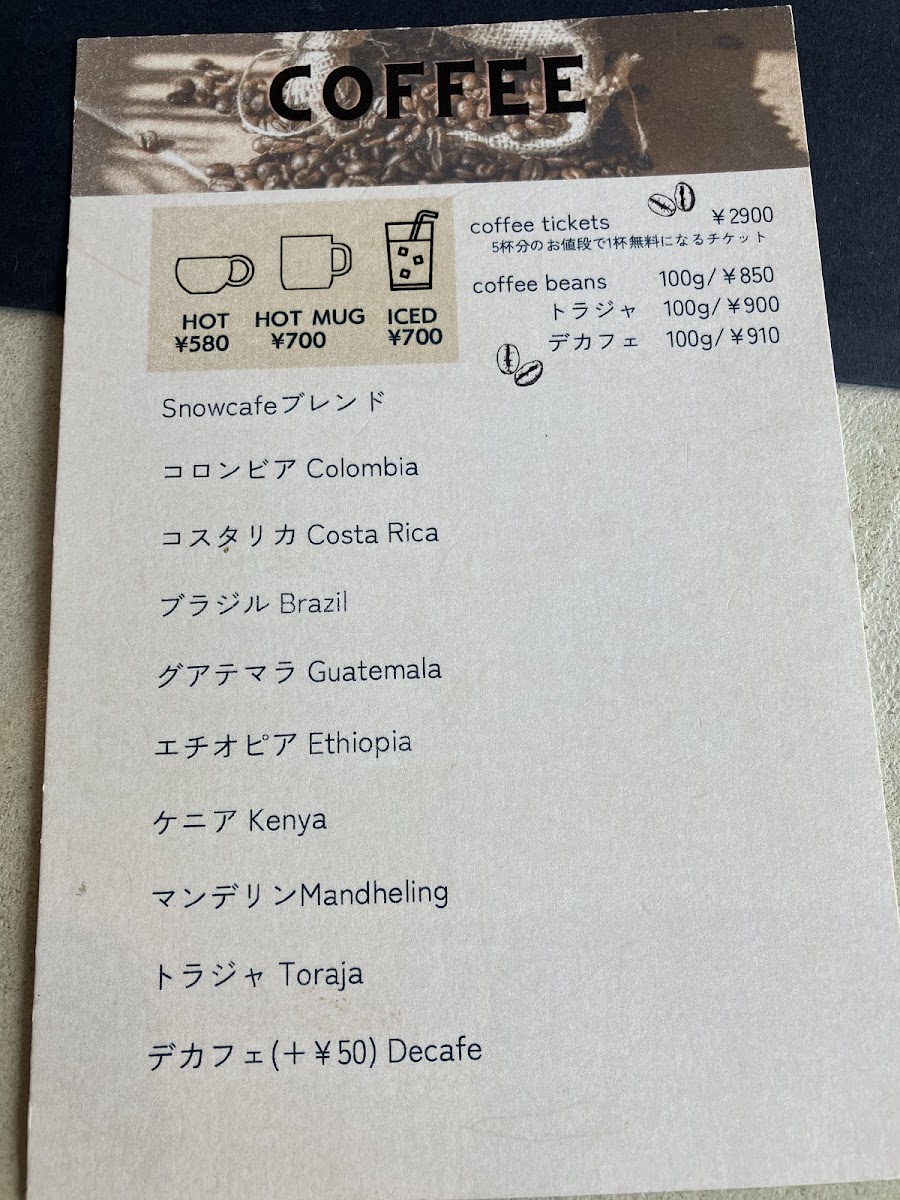 COFFEE
HOT HOT MUG ICED
¥580 ¥700 ¥700
coffee tickets ¥2900
5杯分のお値段で1杯無料になるチケット
coffee beans 100g/¥850
トラジャ 100g/¥900
デカフェ 100g/¥910
Snowcafeブレンド
コロンビア Colombia
コスタリカ Costa Rica
ブラジル Brazil
グアテマラ Guatemala
エチオピア Ethiopia
ケニア Kenya
マンデリンMandheling
トラジャ Toraja
デカフェ(+¥50) Decafe